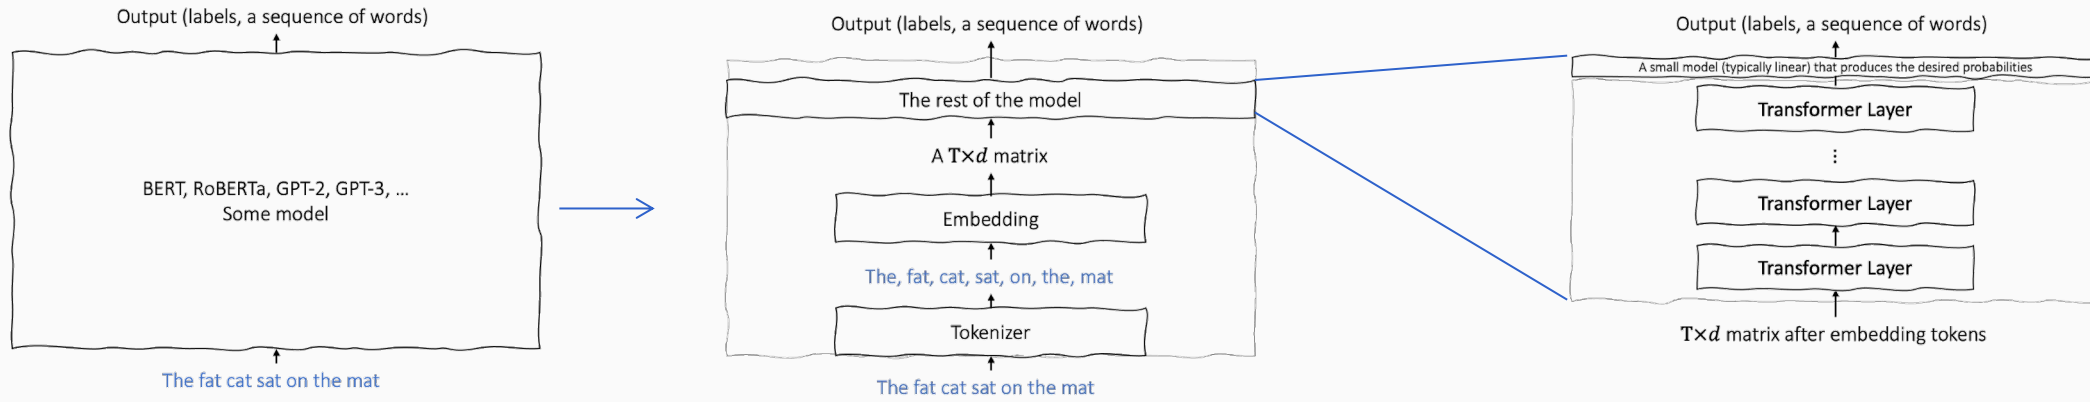 Output (labels, a sequence of words)
BERT, RoBERTa, GPT-2, GPT-3, ...
Some model
The fat cat sat on the mat
Output (labels, a sequence of words)
The rest of the model
A T×d matrix
Embedding
The, fat, cat, sat, on, the, mat
Tokenizer
The fat cat sat on the mat
Output (labels, a sequence of words)
A small model (typically linear) that produces the desired probabilities
Transformer Layer
⋮
Transformer Layer
Transformer Layer
T×d matrix after embedding tokens